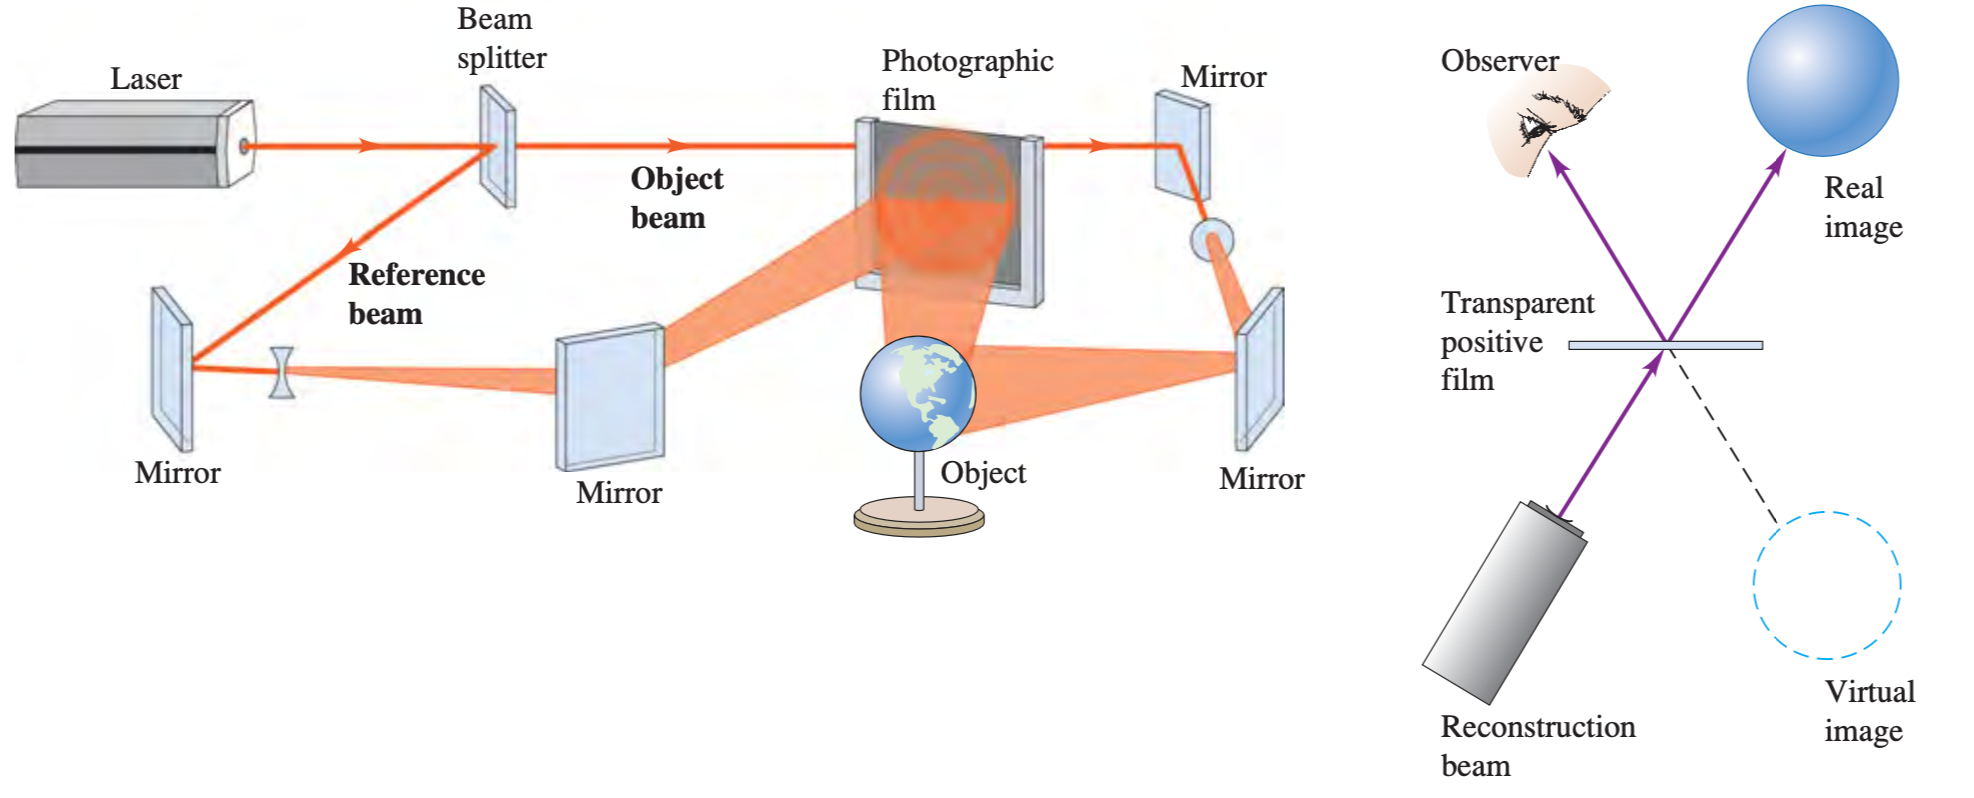 Laser
Beam
splitter
Photographic
film
Mirror
Object
beam
Reference
beam
Mirror
Mirror
Object
Mirror
Observer
Real
image
Transparent
positive
film
Virtual
image
Reconstruction
beam